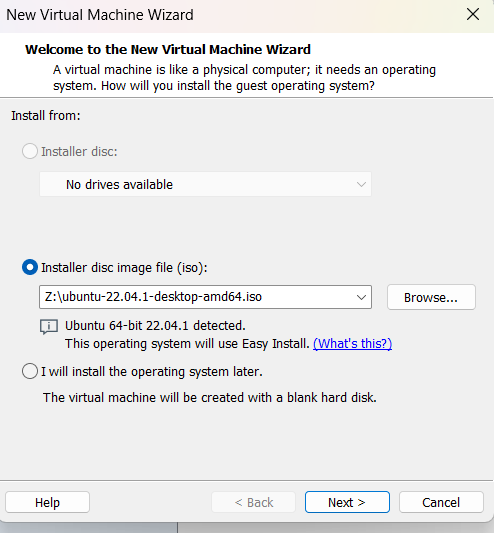 New Virtual Machine Wizard
Welcome to the New Virtual Machine Wizard
A virtual machine is like a physical computer; it needs an operating
system. How will you install the guest operating system?
Install from:
Installer disc:
No drives available
Installer disc image file (iso):
Z:\ubuntu-22.04.1-desktop-amd64.iso
Browse...
Ubuntu 64-bit 22.04.1 detected.
This operating system will use Easy Install. (What's this?)
I will install the operating system later.
The virtual machine will be created with a blank hard disk.
Help
< Back
Next >
Cancel